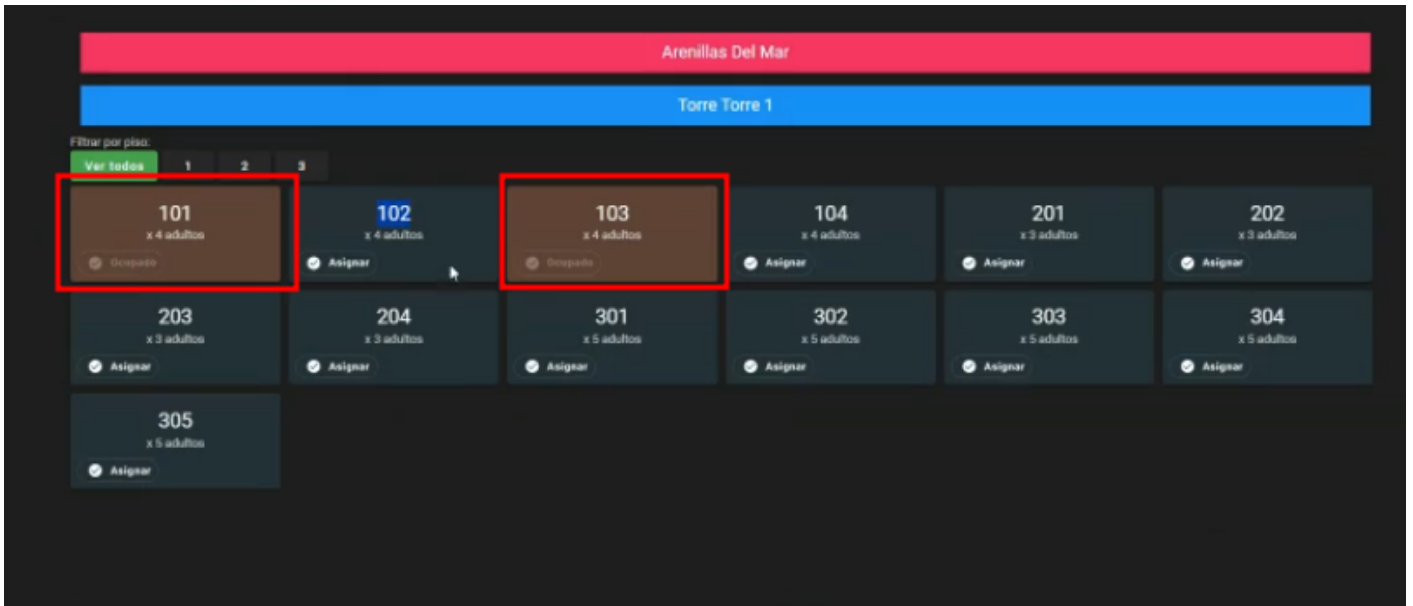 Arenillas Del Mar
Torre Torre 1
Filtrar por piso:
Ver todos 1 2 3
101 102 103 104 201 202
x 4 adultos x 4 adultos x 4 adultos x 4 adultos x 3 adultos x 3 adultos
Ocupado Asignar Ocupado Asignar Asignar Asignar
203 204 301 302 303 304
x 3 adultos x 3 adultos x 5 adultos x 5 adultos x 5 adultos x 5 adultos
Asignar Asignar Asignar Asignar Asignar Asignar
305
x 5 adultos
Asignar